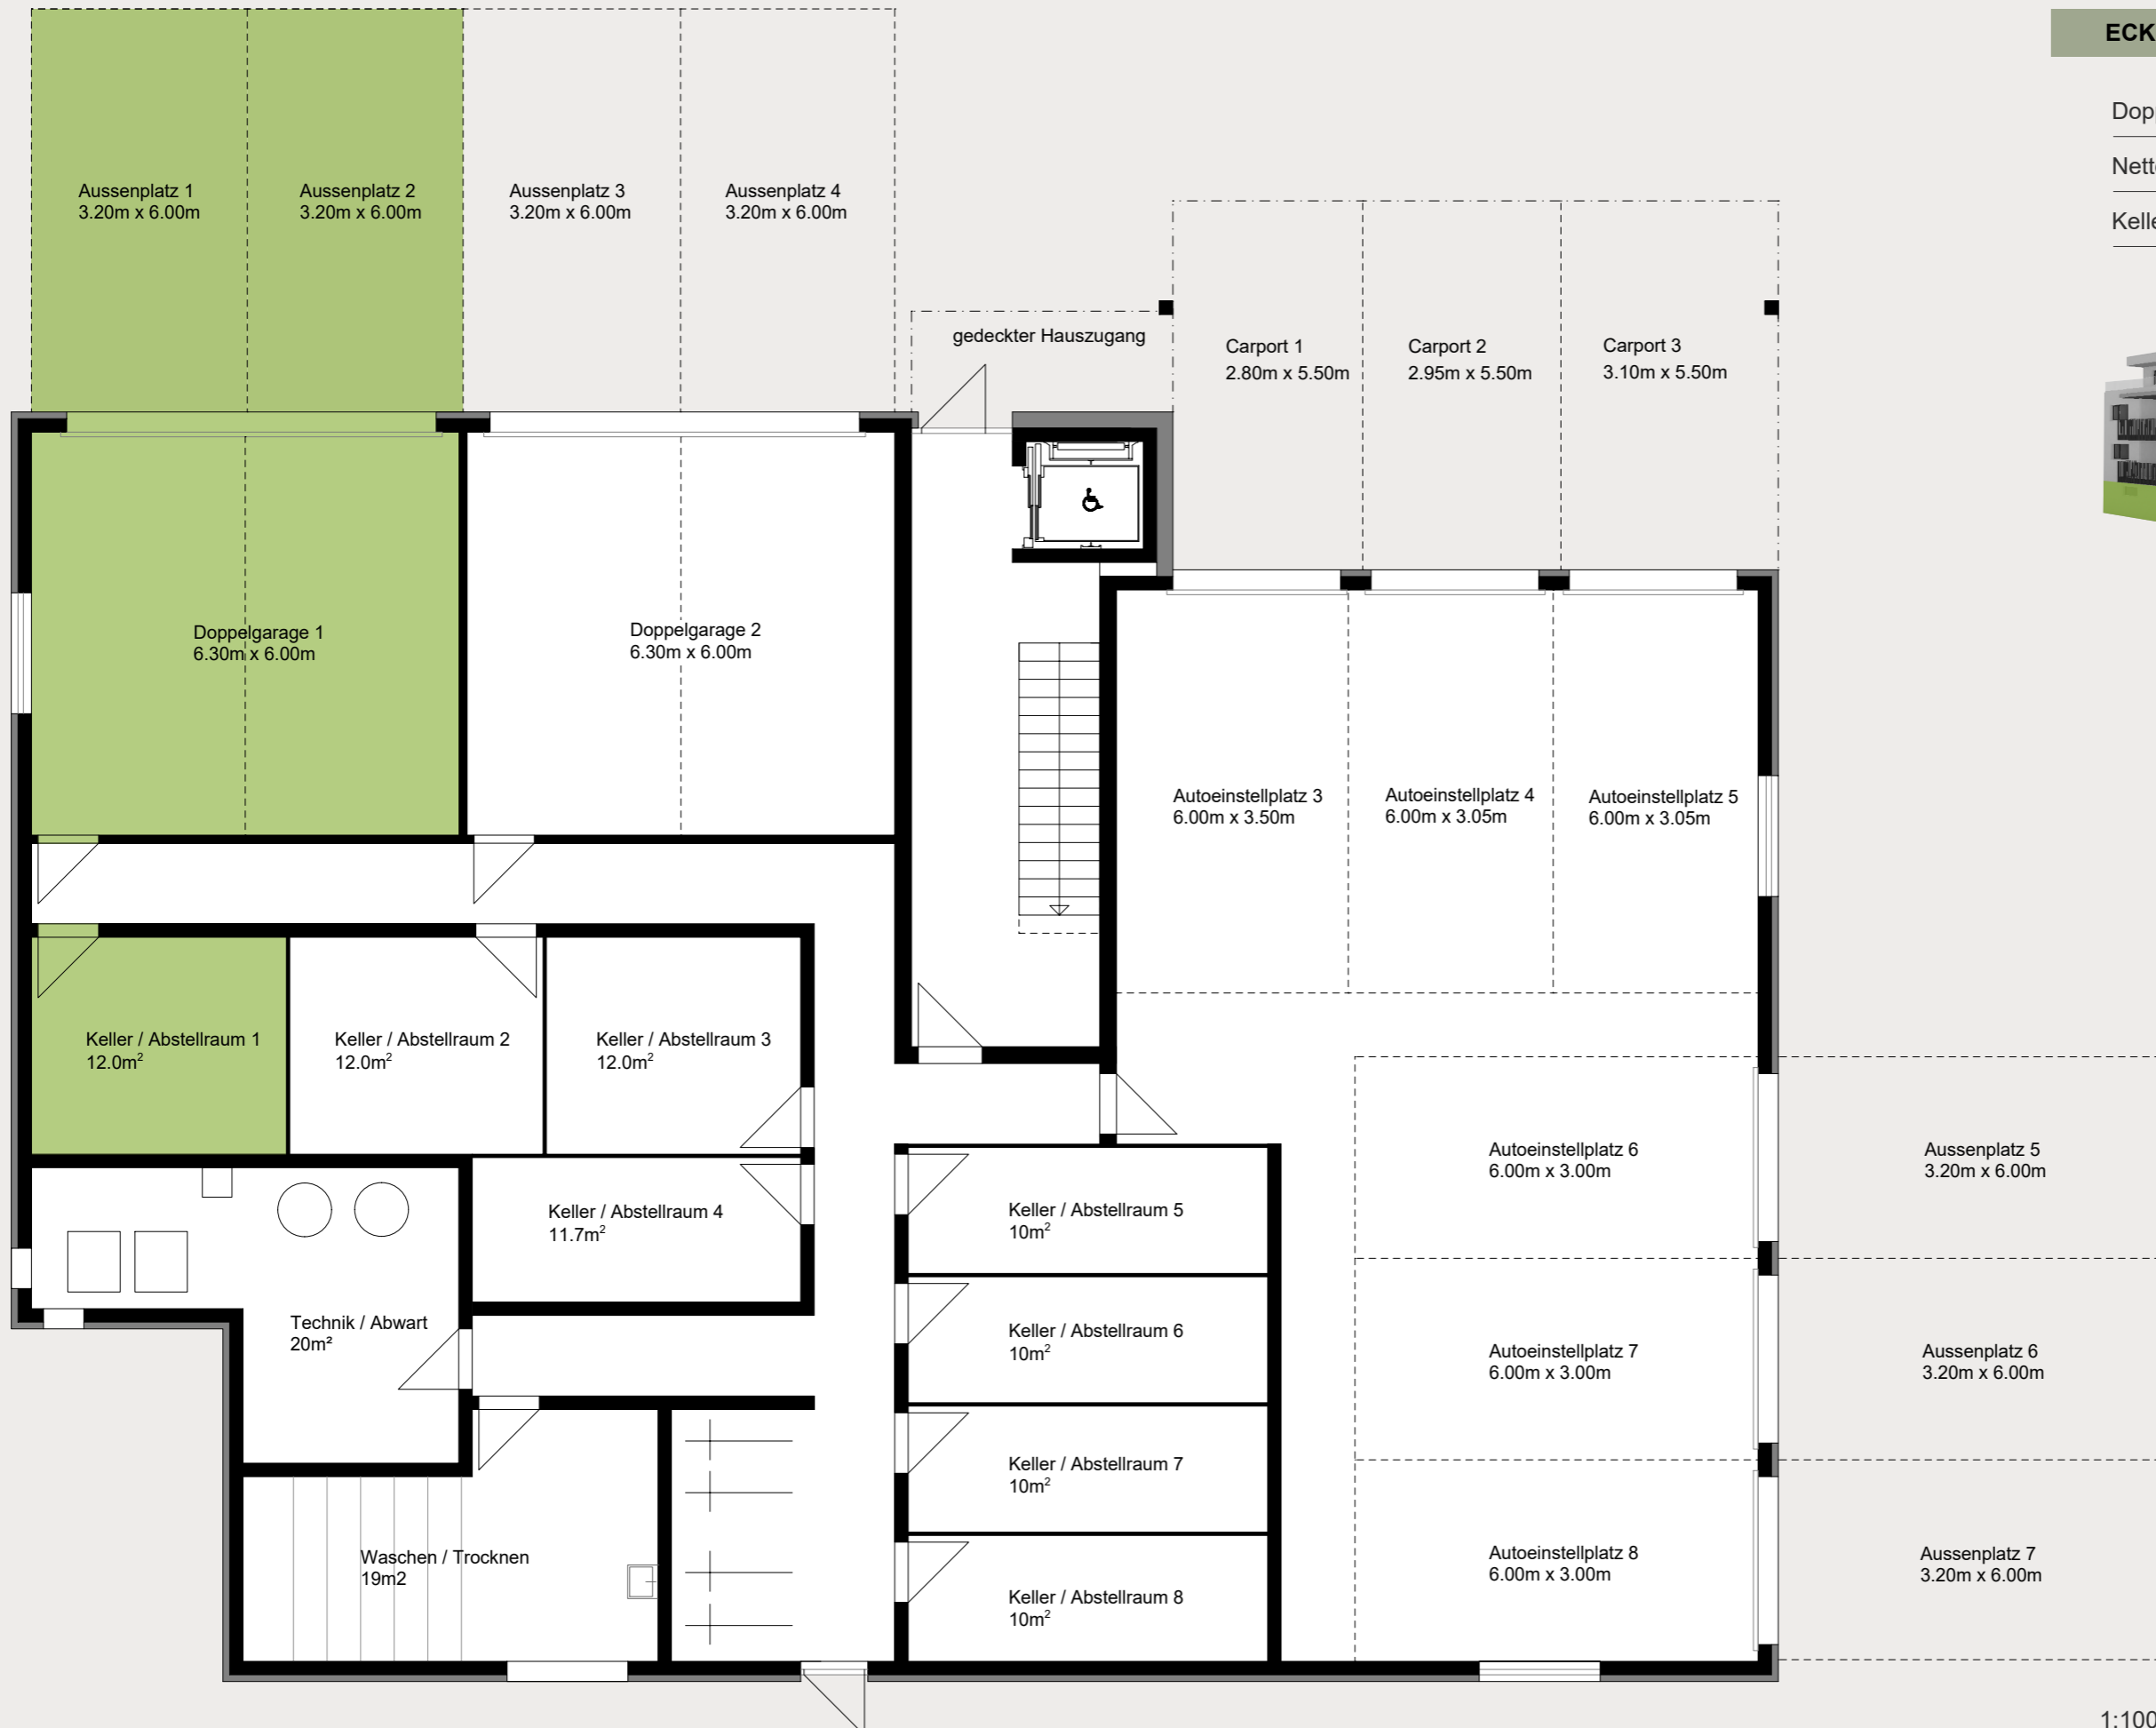 ECK
Dopp
Nett
Kelle
Aussenplatz 1
3.20m x 6.00m
Aussenplatz 2
3.20m x 6.00m
Aussenplatz 3
3.20m x 6.00m
Aussenplatz 4
3.20m x 6.00m
gedeckter Hauszugang
Carport 1
2.80m x 5.50m
Carport 2
2.95m x 5.50m
Carport 3
3.10m x 5.50m
Doppelgarage 1
6.30m x 6.00m
Doppelgarage 2
6.30m x 6.00m
Autoeinstellplatz 3
6.00m x 3.50m
Autoeinstellplatz 4
6.00m x 3.05m
Autoeinstellplatz 5
6.00m x 3.05m
Keller / Abstellraum 1
12.0m²
Keller / Abstellraum 2
12.0m²
Keller / Abstellraum 3
12.0m²
Keller / Abstellraum 4
11.7m²
Keller / Abstellraum 5
10m²
Autoeinstellplatz 6
6.00m x 3.00m
Aussenplatz 5
3.20m x 6.00m
Technik / Abwart
20m²
Keller / Abstellraum 6
10m²
Autoeinstellplatz 7
6.00m x 3.00m
Aussenplatz 6
3.20m x 6.00m
Keller / Abstellraum 7
10m²
Waschen / Trocknen
19m2
Keller / Abstellraum 8
10m²
Autoeinstellplatz 8
6.00m x 3.00m
Aussenplatz 7
3.20m x 6.00m
1:100